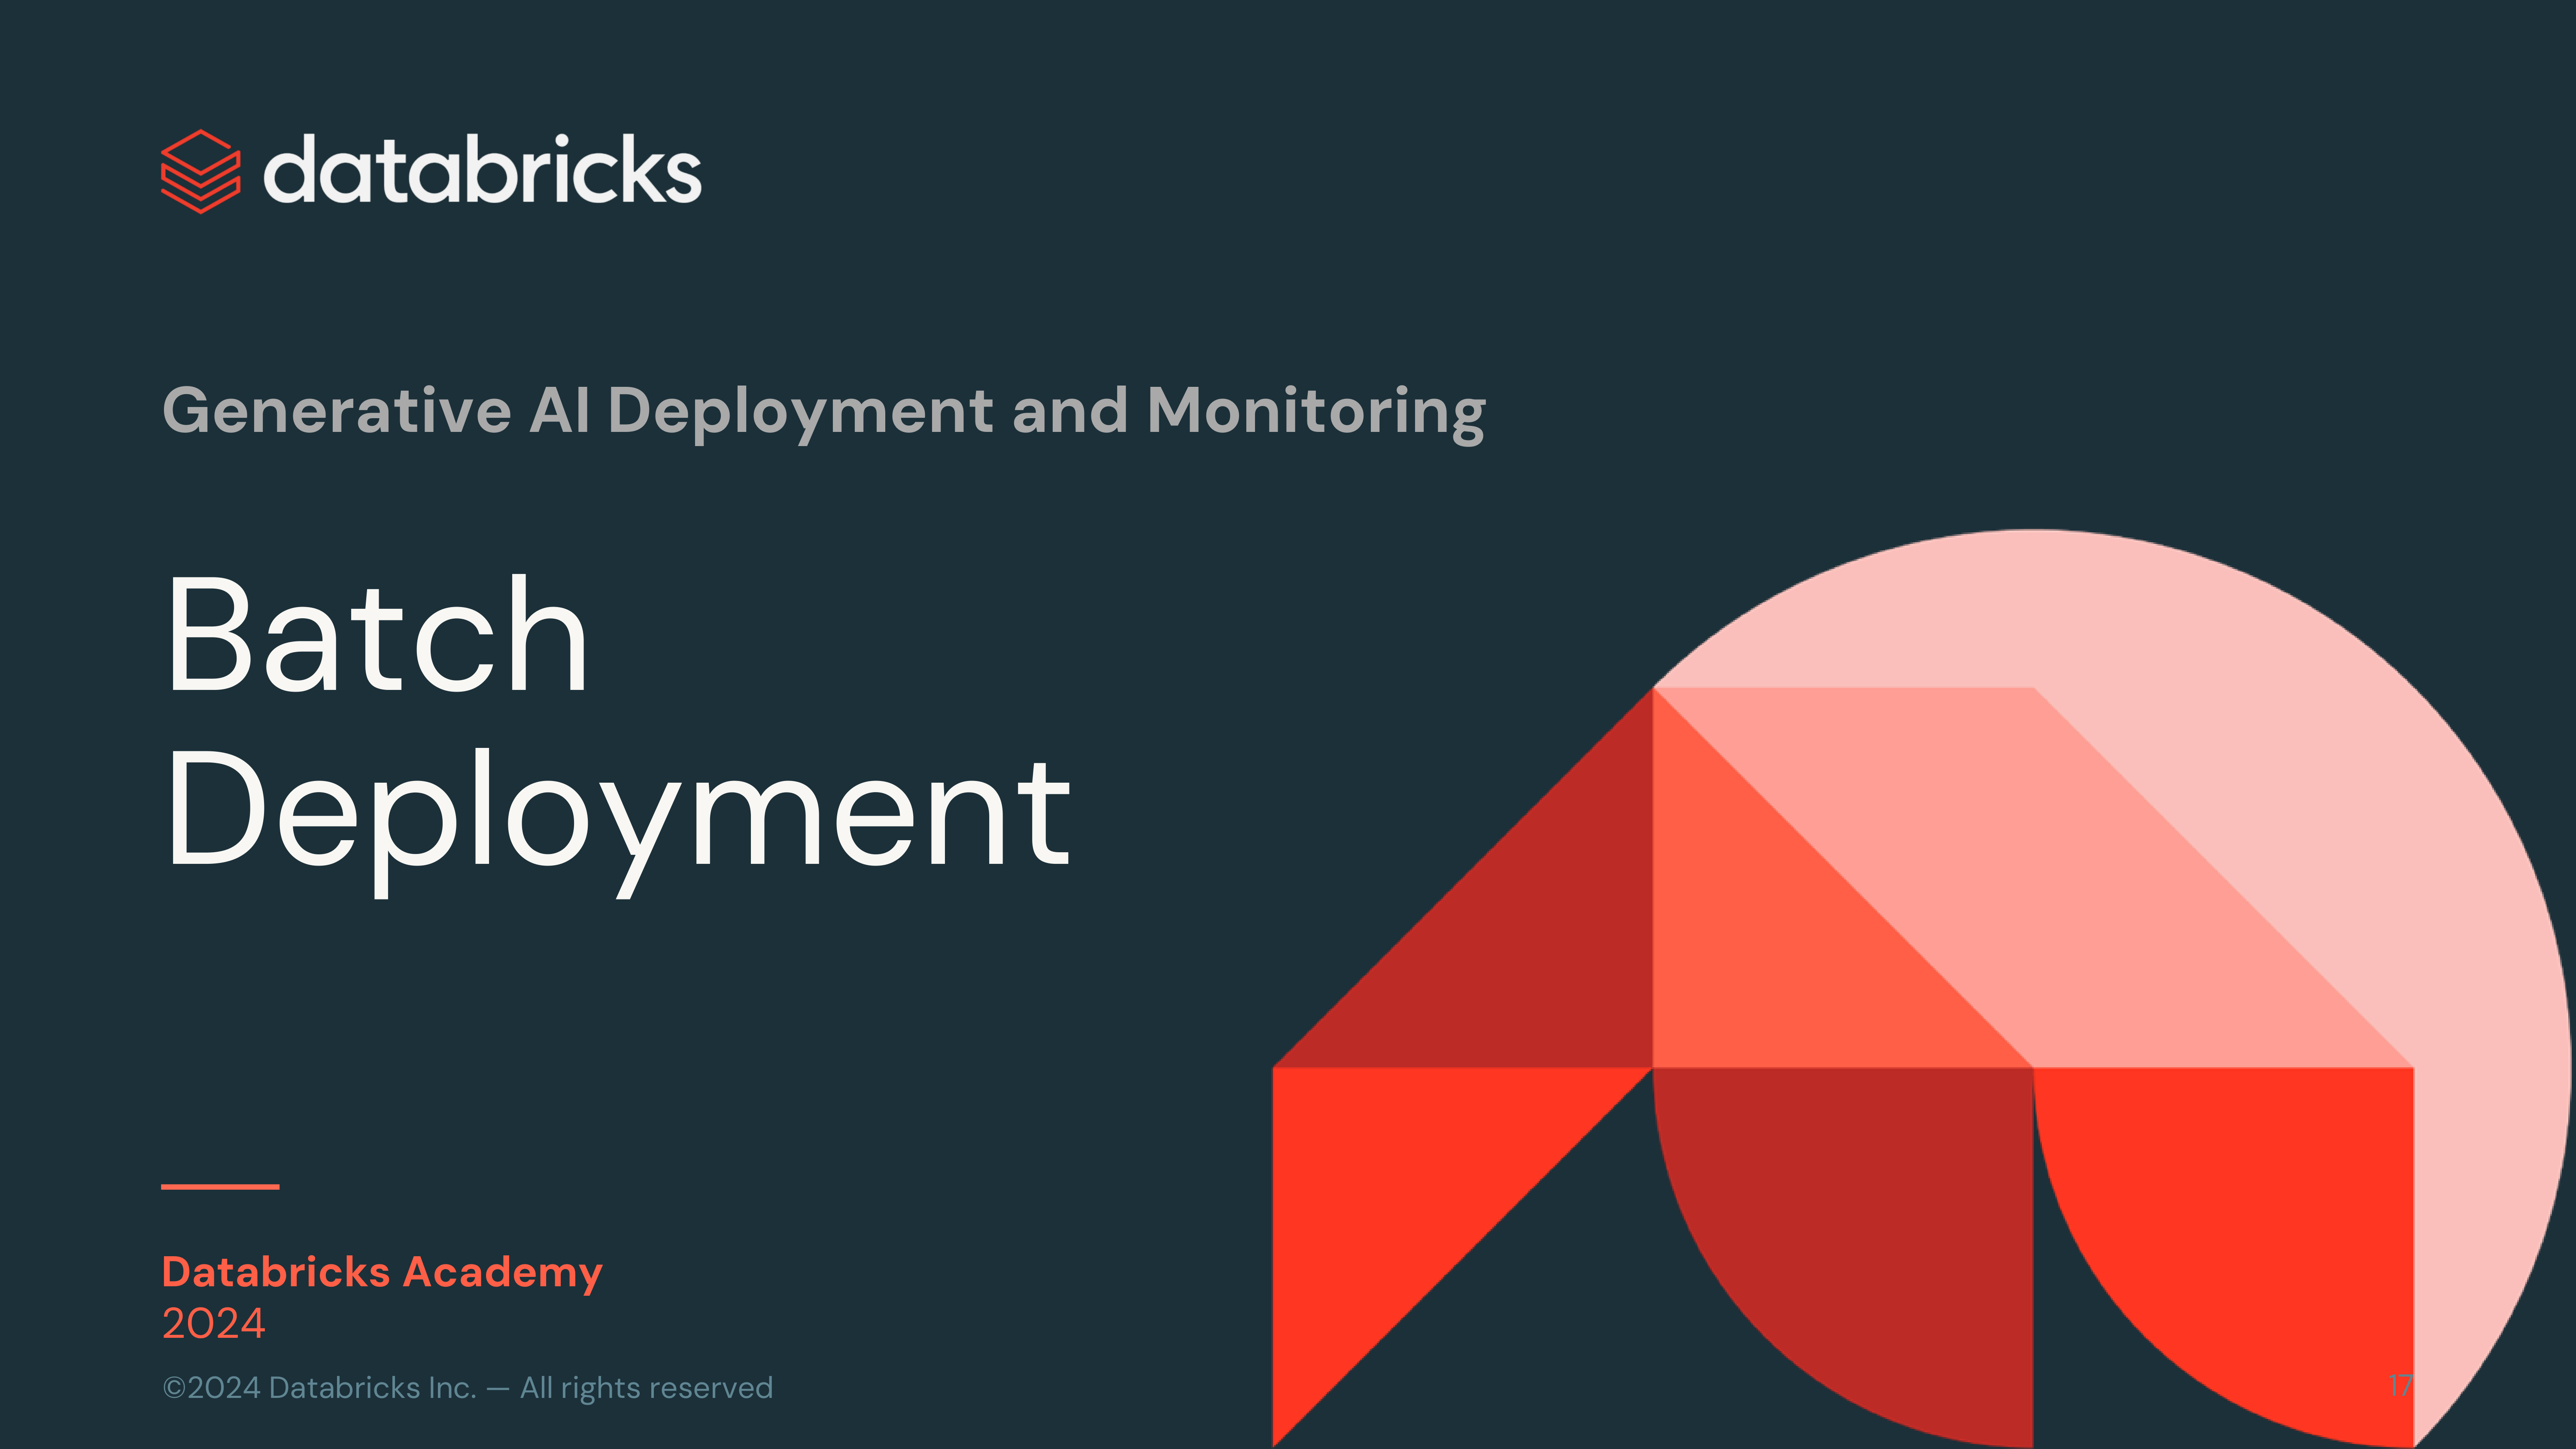 databricks
Generative AI Deployment and Monitoring
Batch
Deployment
Databricks Academy
2024
©2024 Databricks Inc. — All rights reserved
17